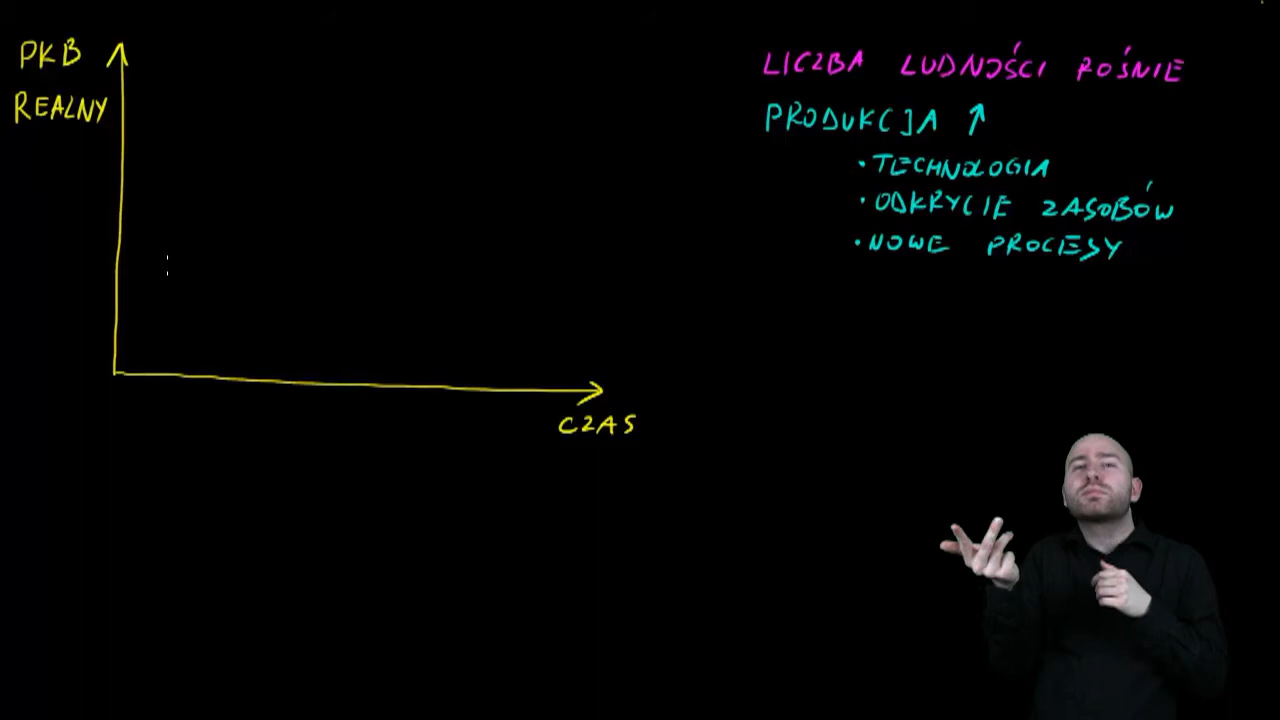 PKB
REALNY
CZAS
LICZBA LUDNOŚCI ROŚNIE
PRODUKCJA ↑
• TECHNOLOGIA
• ODKRYCIE ZASOBÓW
• NOWE PROCESY